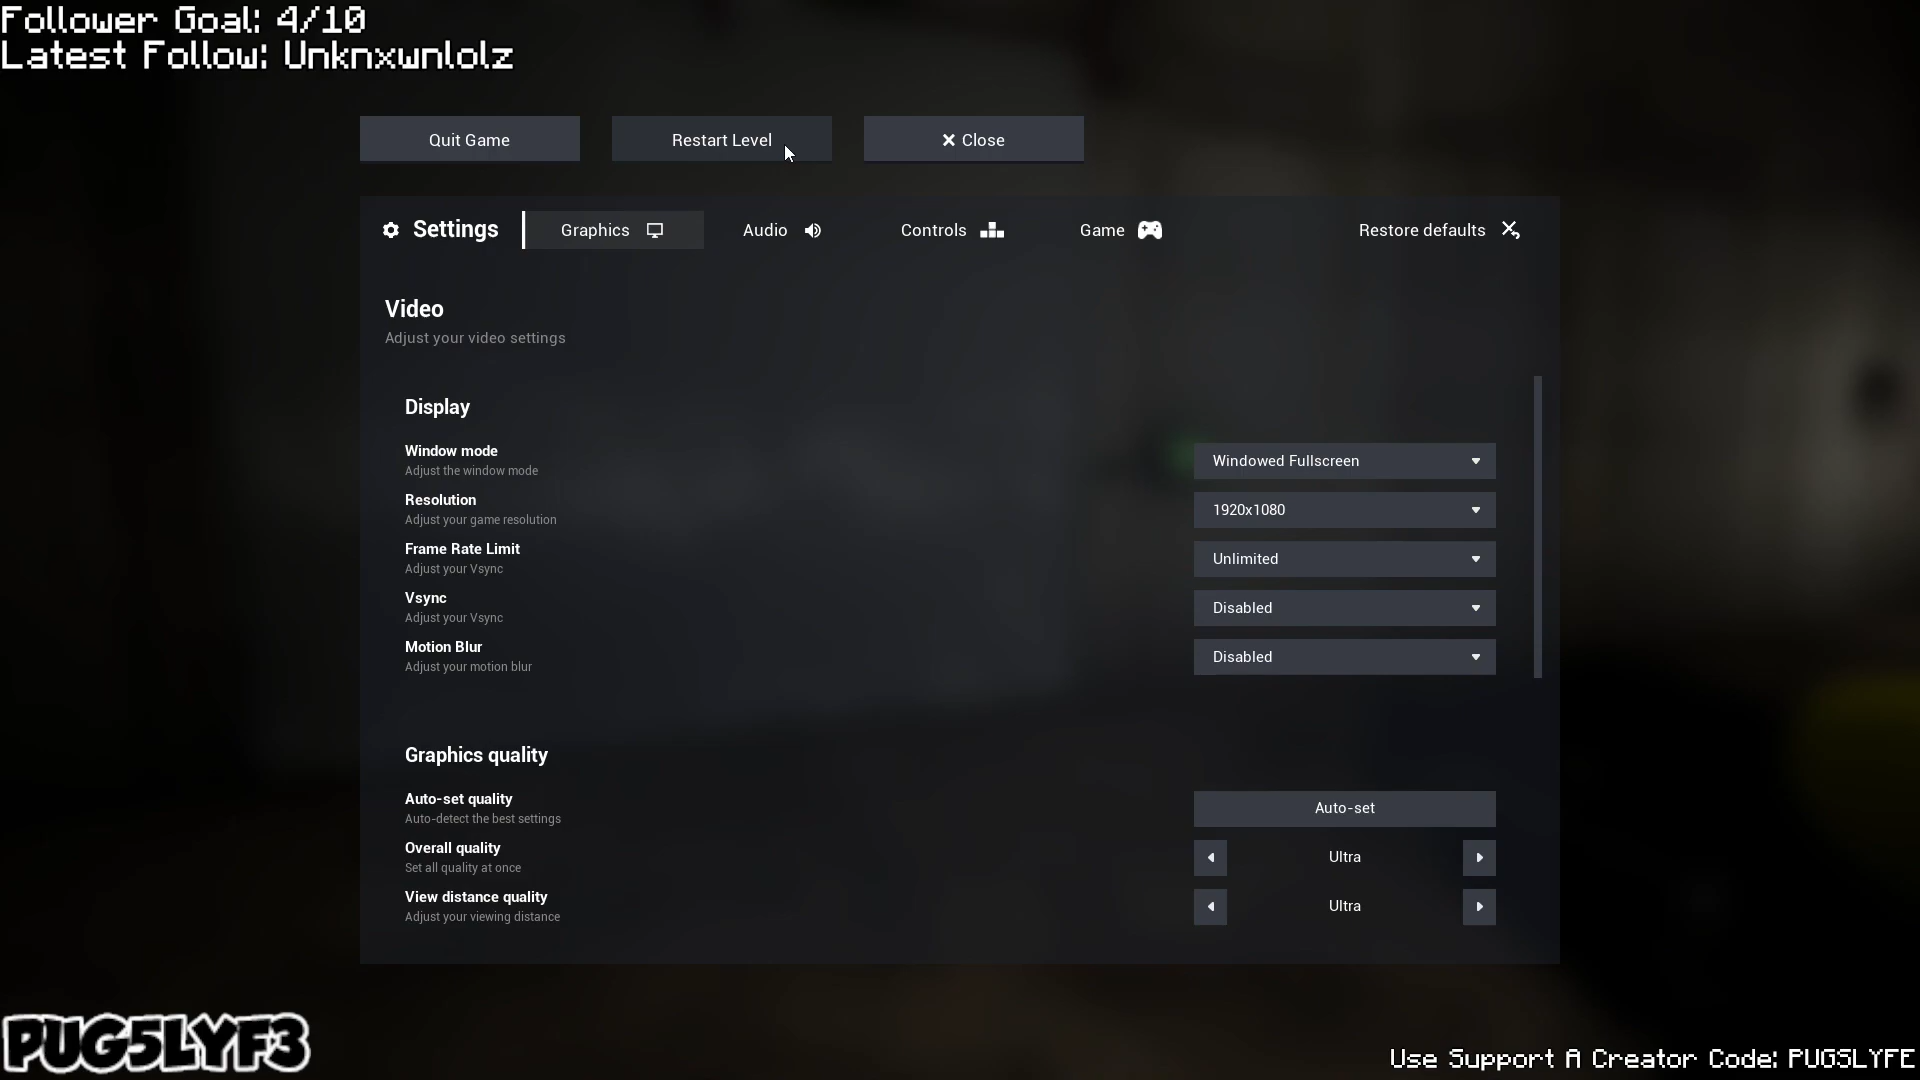 Follower Goal: 4/10
Latest Follow: Unknxwnlolz
Quit Game
Restart Level
Close
Settings
Graphics
Audio
Controls
Game
Restore defaults
Video
Adjust your video settings
Display
Window mode
Adjust the window mode
Windowed Fullscreen
Resolution
Adjust your game resolution
1920x1080
Frame Rate Limit
Adjust your Vsync
Unlimited
Vsync
Adjust your Vsync
Disabled
Motion Blur
Adjust your motion blur
Disabled
Graphics quality
Auto-set quality
Auto-detect the best settings
Auto-set
Overall quality
Set all quality at once
Ultra
View distance quality
Adjust your viewing distance
Ultra
PUG5LYF3
Use Support A Creator Code: PUGSLYFE